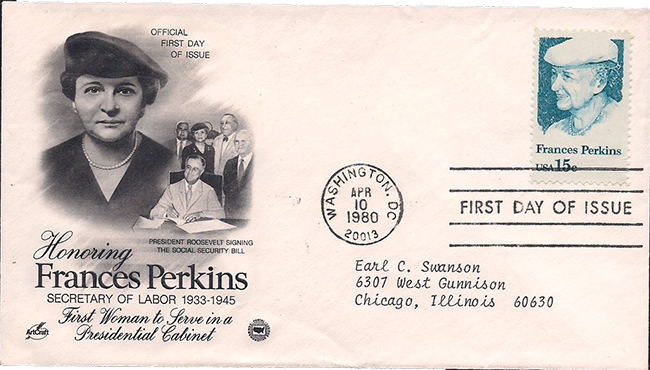 OFFICIAL
FIRST DAY
OF ISSUE
PRESIDENT ROOSEVELT SIGNING
THE SOCIAL SECURITY BILL
Honoring
Frances Perkins
SECRETARY OF LABOR 1933-1945
First Woman to Serve in a
Presidential Cabinet
ArtCraft
Frances Perkins
USA 15c
WASHINGTON, DC
APR
10
1980
20013
FIRST DAY OF ISSUE
Earl C. Swanson
6307 West Gunnison
Chicago, Illinois 60630